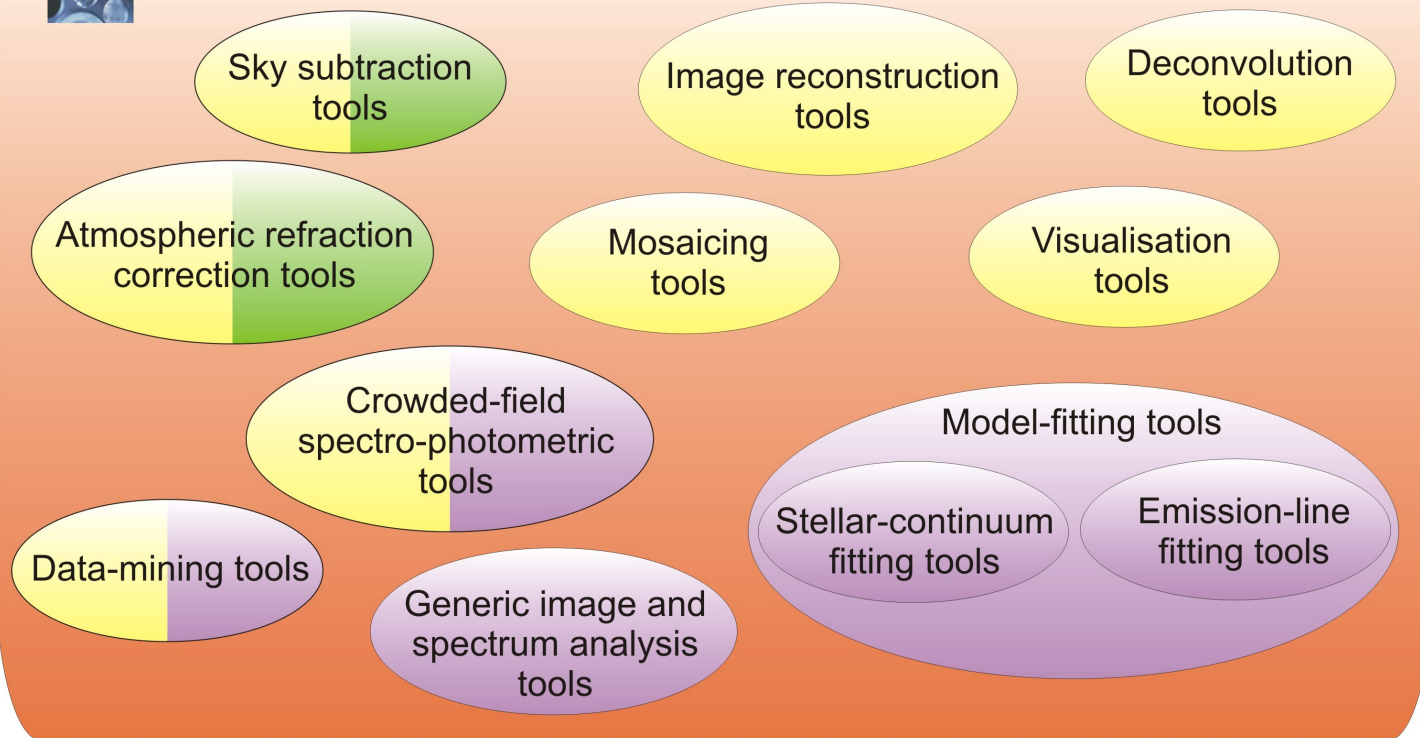 Sky subtraction
tools
Image reconstruction
tools
Deconvolution
tools
Atmospheric refraction
correction tools
Mosaicing
tools
Visualisation
tools
Crowded-field
spectro-photometric
tools
Model-fitting tools
Stellar-continuum
fitting tools
Emission-line
fitting tools
Data-mining tools
Generic image and
spectrum analysis
tools